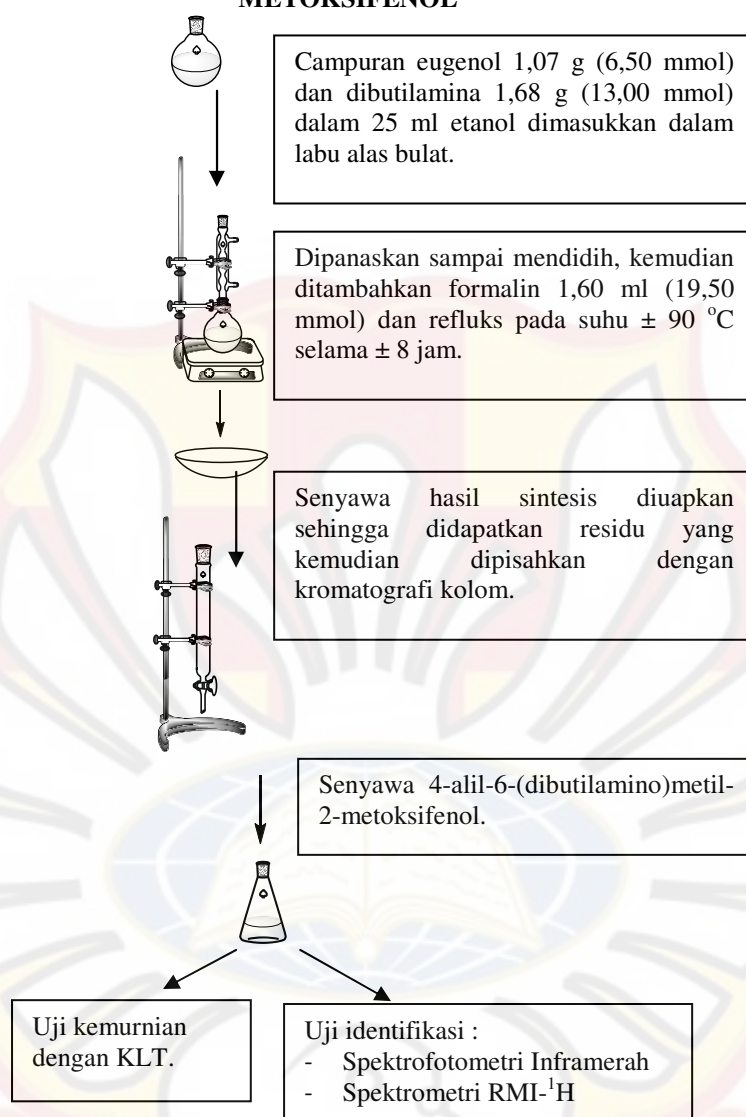 METOKSIFENOL
Campuran eugenol 1,07 g (6,50 mmol)
dan dibutilamina 1,68 g (13,00 mmol)
dalam 25 ml etanol dimasukkan dalam
labu alas bulat.
Dipanaskan sampai mendidih, kemudian
ditambahkan formalin 1,60 ml (19,50
mmol) dan refluks pada suhu ± 90 °C
selama ± 8 jam.
Senyawa hasil sintesis diuapkan
sehingga didapatkan residu yang
kemudian dipisahkan dengan
kromatografi kolom.
Senyawa 4-alil-6-(dibutilamino)metil-
2-metoksifenol.
Uji kemurnian
dengan KLT.
Uji identifikasi :
- Spektrofotometri Inframerah
- Spektrometri RMI-¹H